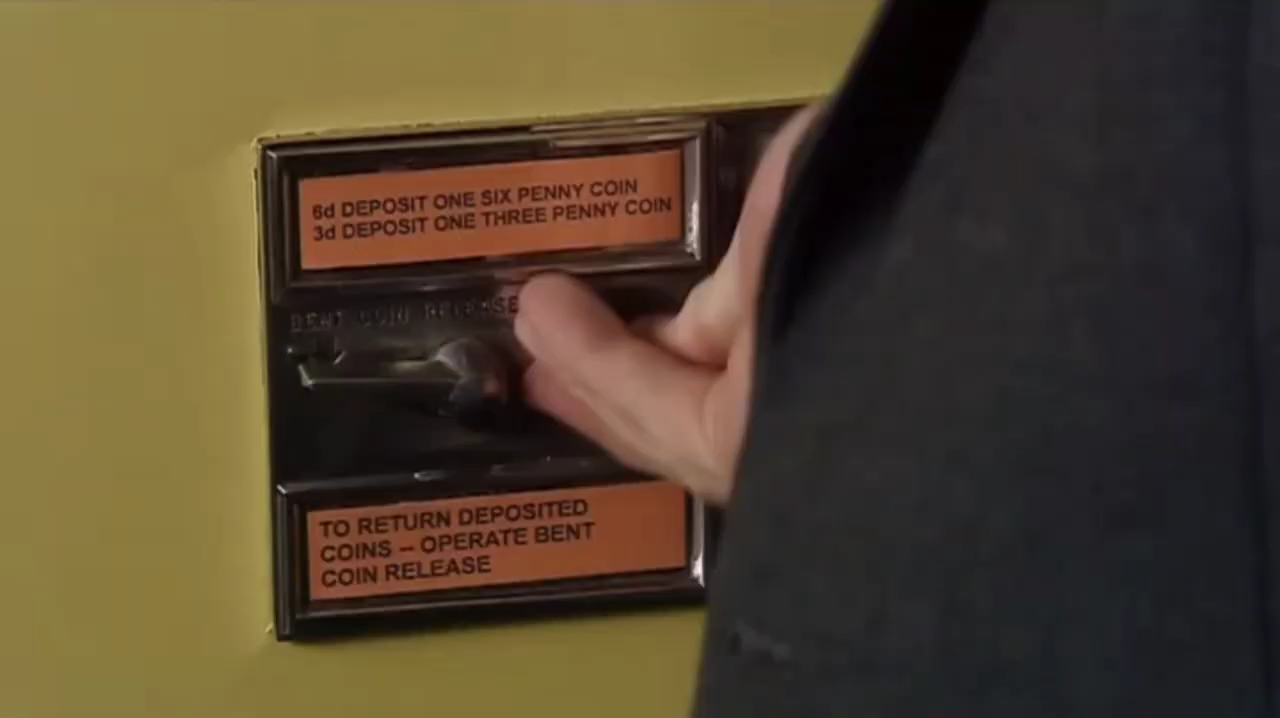 6d DEPOSIT ONE SIX PENNY COIN
3d DEPOSIT ONE THREE PENNY COIN
BENT COIN RELEASE
TO RETURN DEPOSITED
COINS – OPERATE BENT
COIN RELEASE